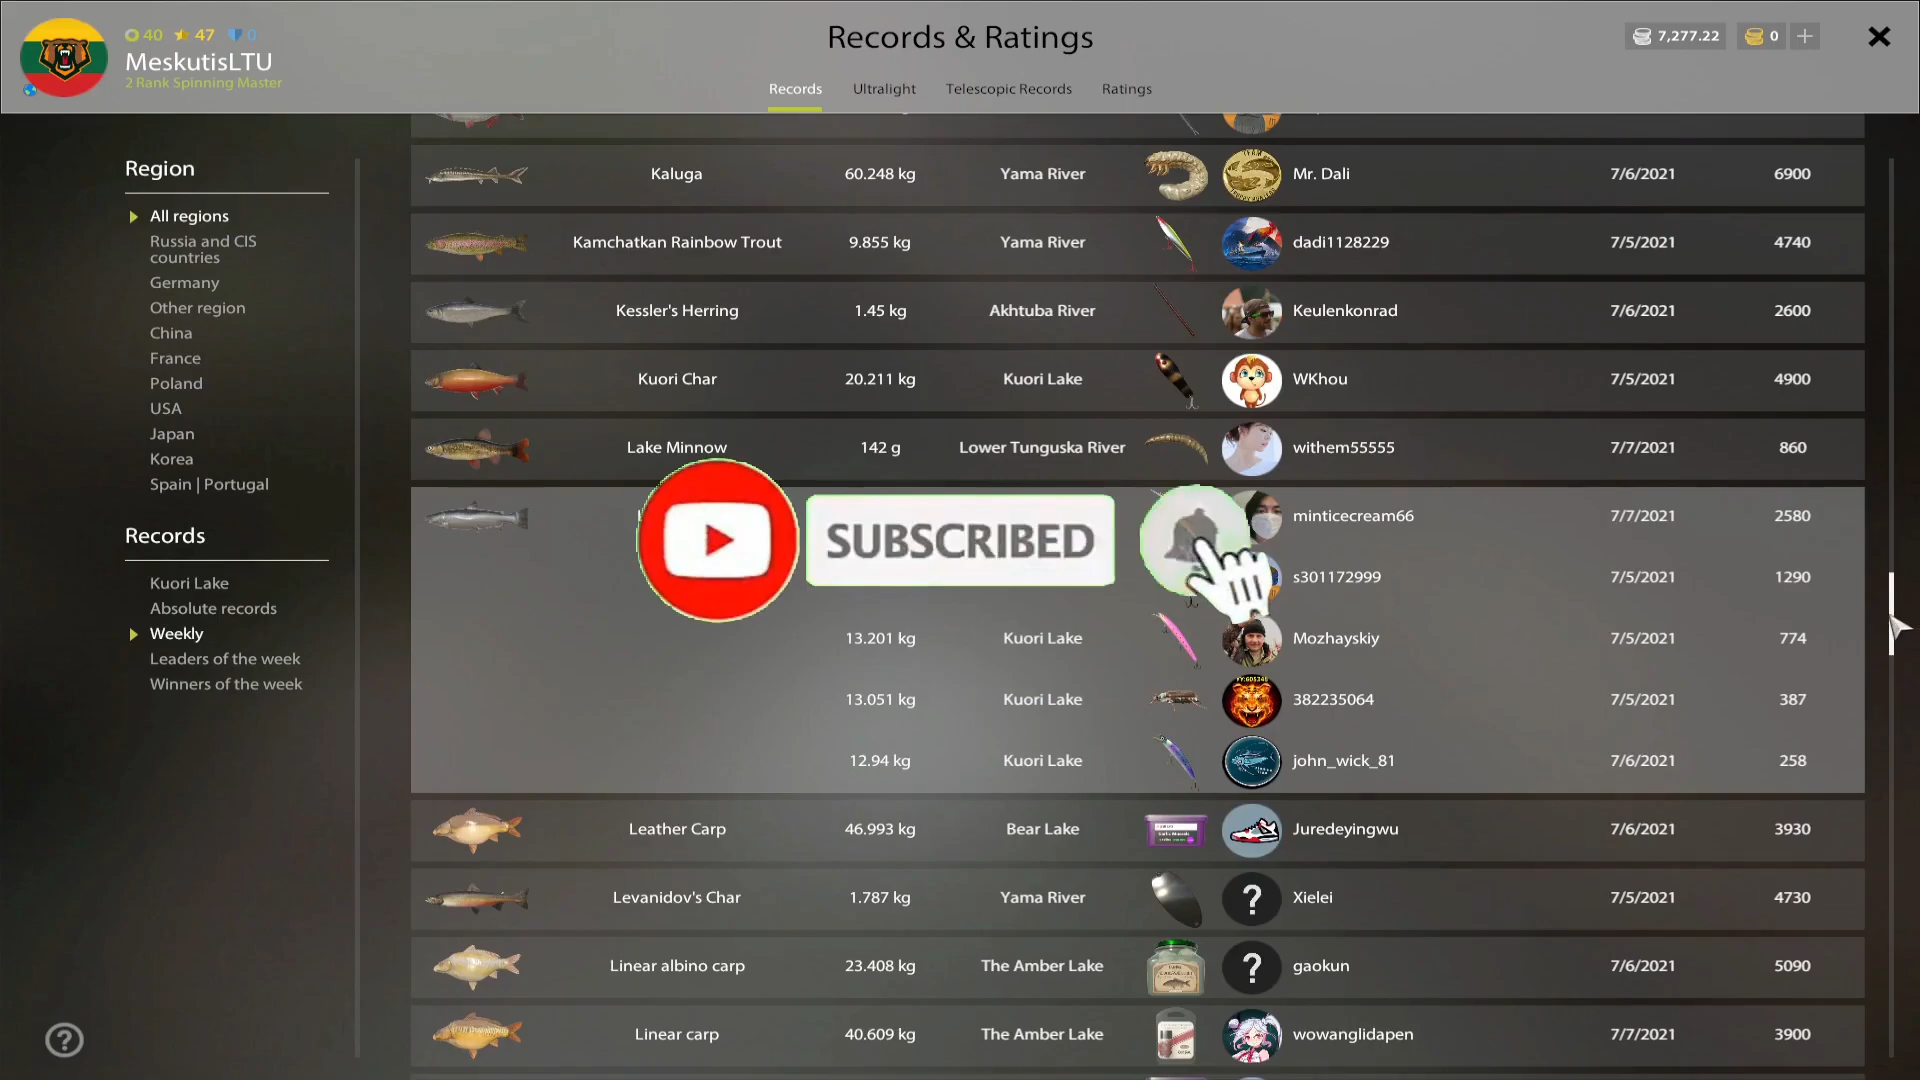 40 47 0
MeskutisLTU
2 Rank Spinning Master
Records & Ratings
7,277.22 0
Records Ultralight Telescopic Records Ratings
Region
All regions
Russia and CIS
countries
Germany
Other region
China
France
Poland
USA
Japan
Korea
Spain | Portugal
Records
Kuori Lake
Absolute records
Weekly
Leaders of the week
Winners of the week
Kaluga 60.248 kg Yama River Mr. Dali 7/6/2021 6900
Kamchatkan Rainbow Trout 9.855 kg Yama River dadi1128229 7/5/2021 4740
Kessler's Herring 1.45 kg Akhtuba River Keulenkonrad 7/6/2021 2600
Kuori Char 20.211 kg Kuori Lake WKhou 7/5/2021 4900
Lake Minnow 142 g Lower Tunguska River withem55555 7/7/2021 860
minticecream66 7/7/2021 2580
SUBSCRIBED
s301172999 7/5/2021 1290
13.201 kg Kuori Lake Mozhayskiy 7/5/2021 774
13.051 kg Kuori Lake 382235064 7/5/2021 387
12.94 kg Kuori Lake john_wick_81 7/6/2021 258
Leather Carp 46.993 kg Bear Lake Juredeyingwu 7/6/2021 3930
Levanidov's Char 1.787 kg Yama River ? Xielei 7/5/2021 4730
Linear albino carp 23.408 kg The Amber Lake ? gaokun 7/6/2021 5090
Linear carp 40.609 kg The Amber Lake wowanglidapen 7/7/2021 3900
?